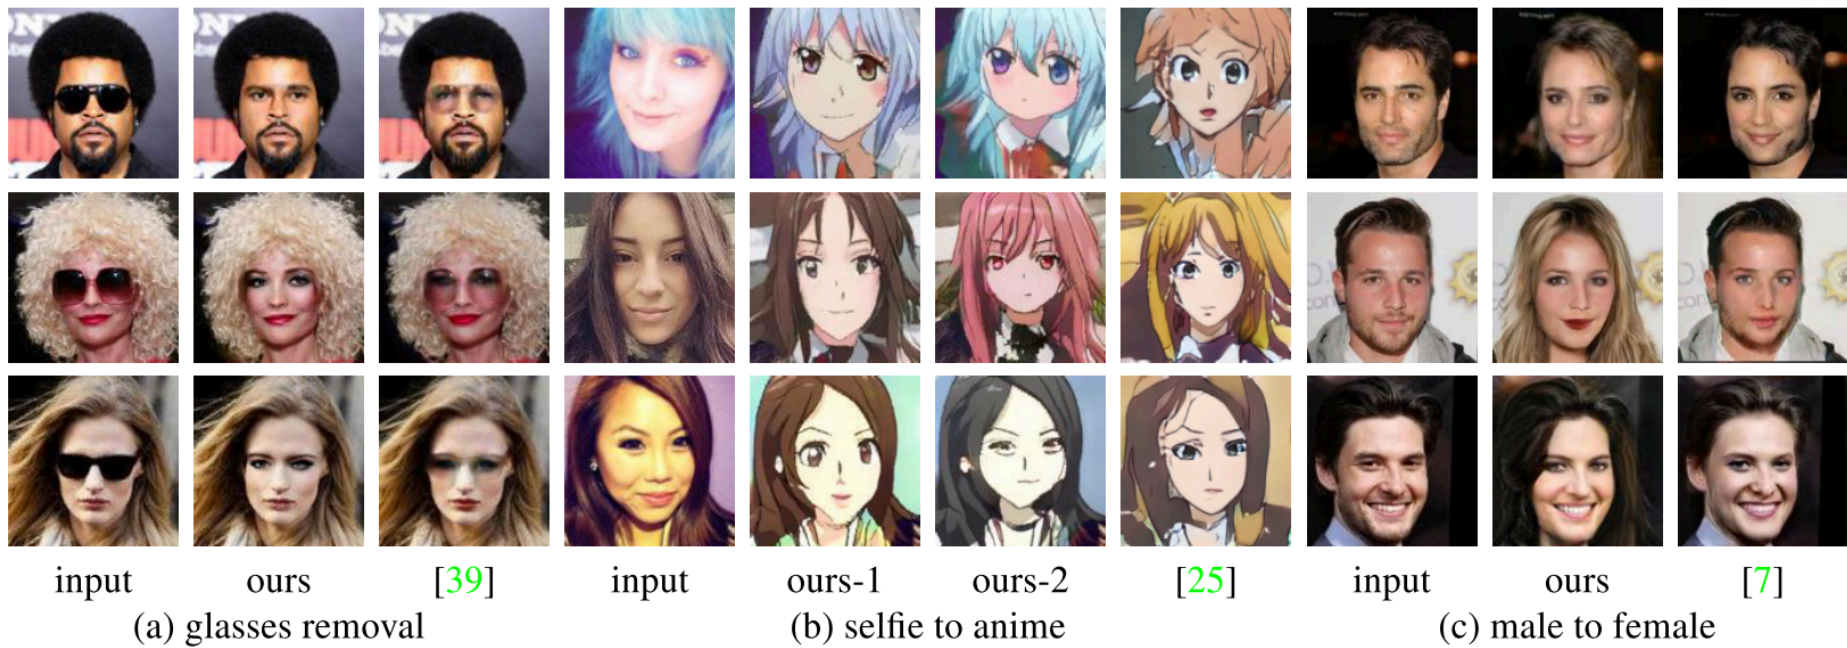 input ours [39] input ours-1 ours-2 [25] input ours [7]
(a) glasses removal (b) selfie to anime (c) male to female